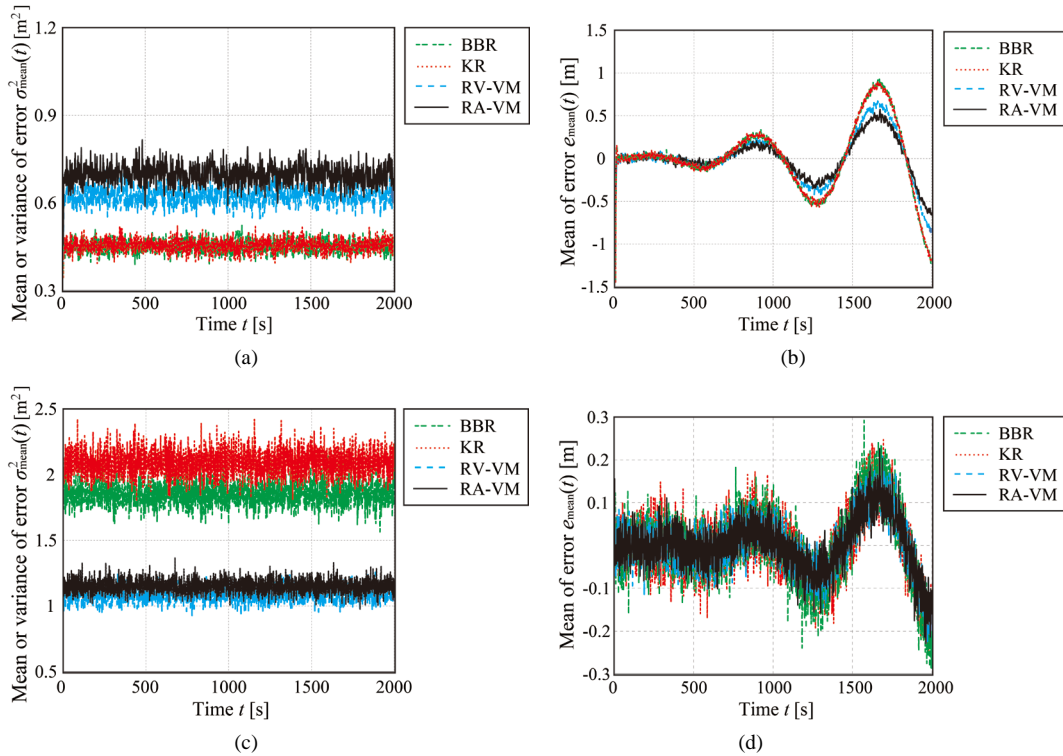 Mean or variance of error σ²mean(t) [m²]
1.2
0.9
0.6
0.3
0 500 1000 1500 2000
Time t [s]
BBR
KR
RV-VM
RA-VM
(a)
Mean of error emean(t) [m]
1.5
1
0.5
0
-0.5
-1
-1.5
0 500 1000 1500 2000
Time t [s]
BBR
KR
RV-VM
RA-VM
(b)
Mean or variance of error σ²mean(t) [m²]
2.5
2
1.5
1
0.5
0 500 1000 1500 2000
Time t [s]
BBR
KR
RV-VM
RA-VM
(c)
Mean of error emean(t) [m]
0.3
0.2
0.1
-0.1
-0.2
-0.3
0 500 1000 1500 2000
Time t [s]
BBR
KR
RV-VM
RA-VM
(d)